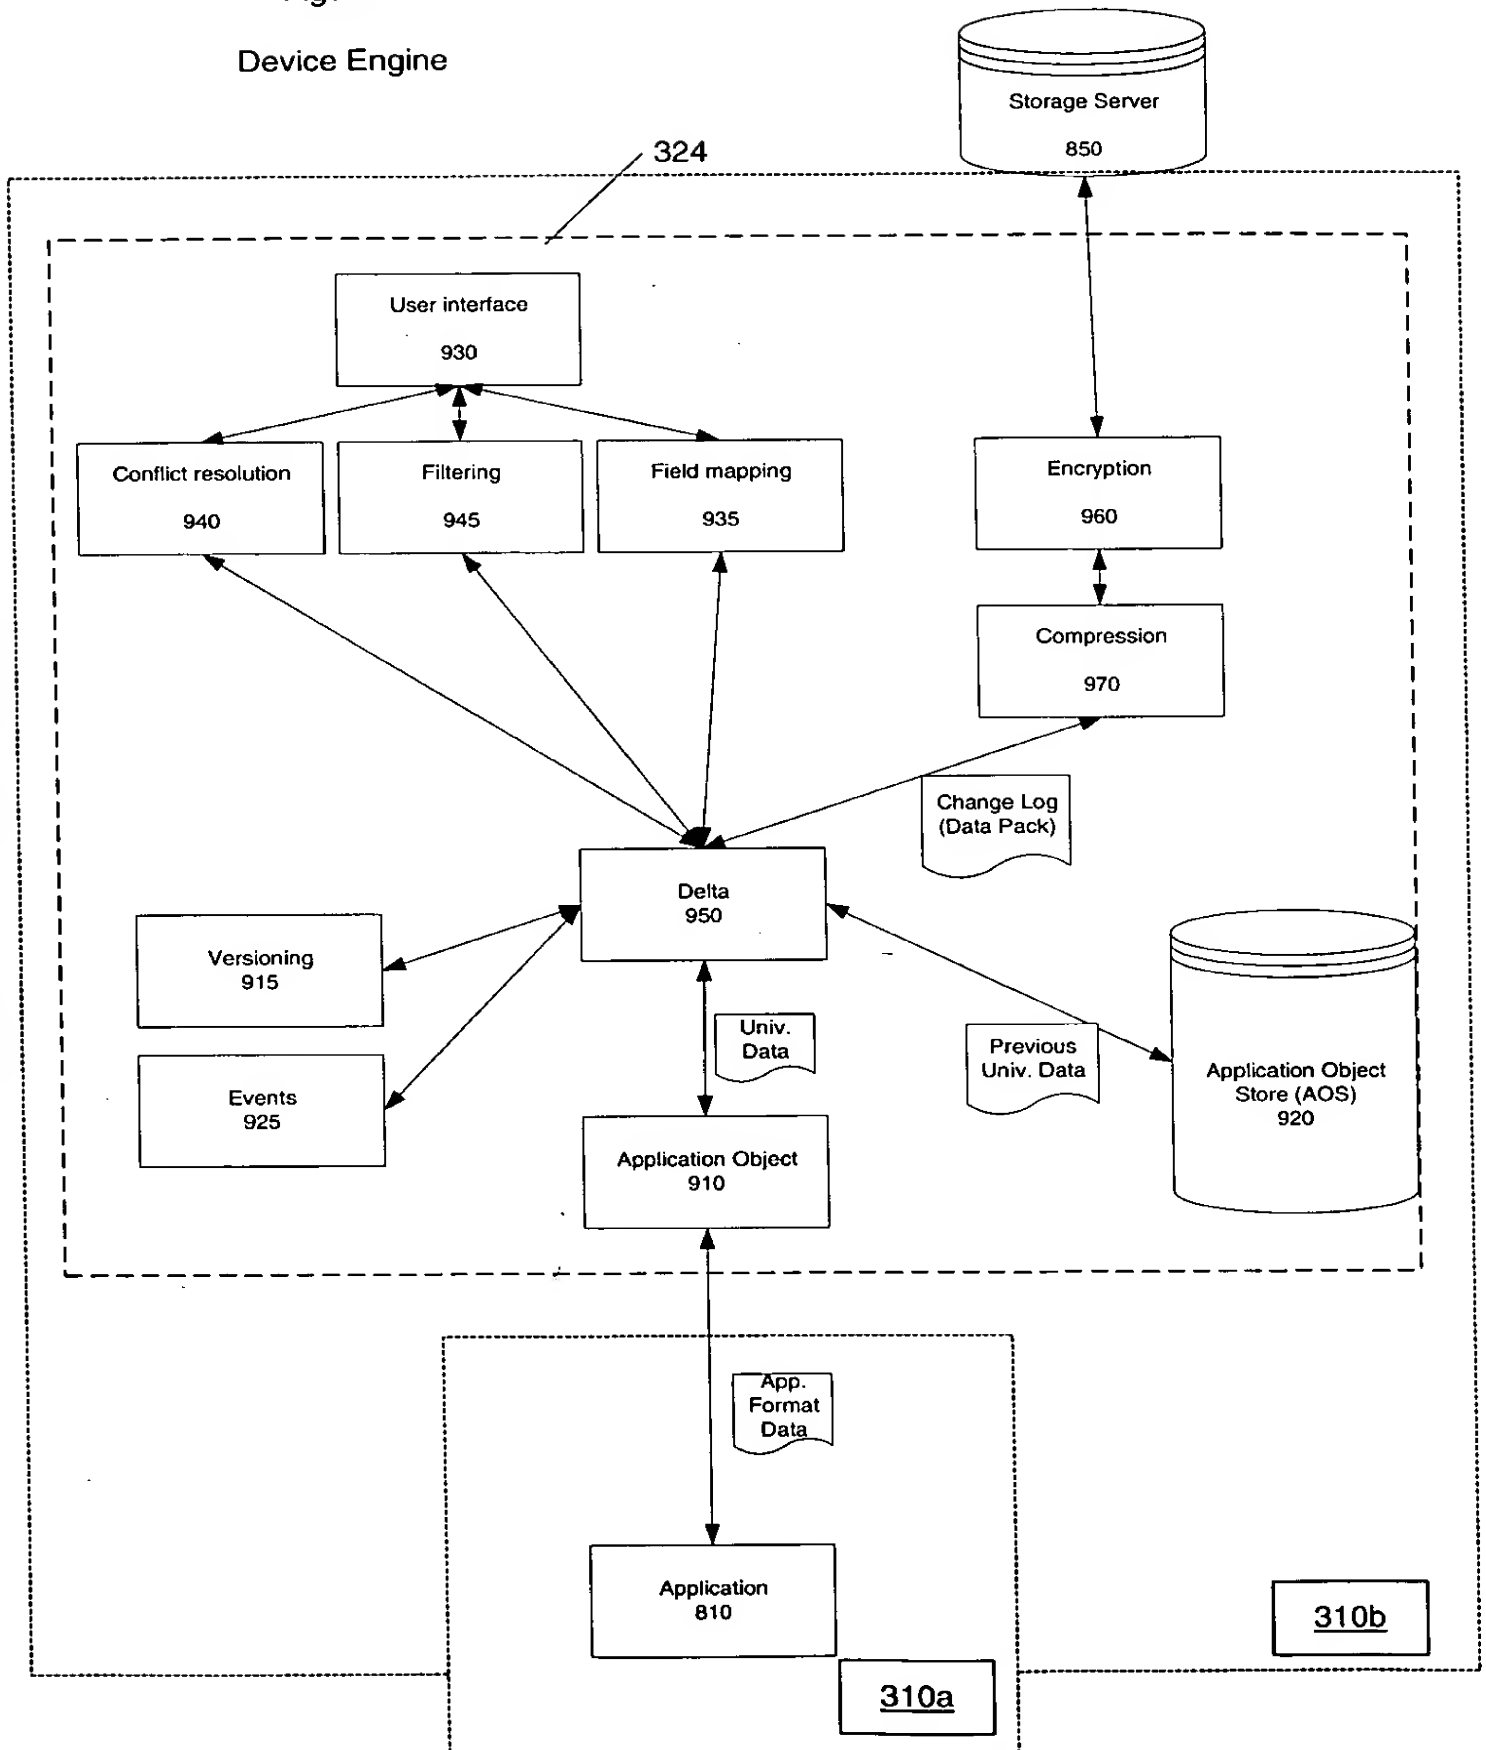 Device Engine
Storage Server
850
324
User interface
930
Conflict resolution
940
Filtering
945
Field mapping
935
Encryption
960
Compression
970
Change Log
(Data Pack)
Delta
950
Versioning
915
Events
925
Univ.
Data
Previous
Univ. Data
Application Object
Store (AOS)
920
Application Object
910
App.
Format
Data
Application
810
310b
310a